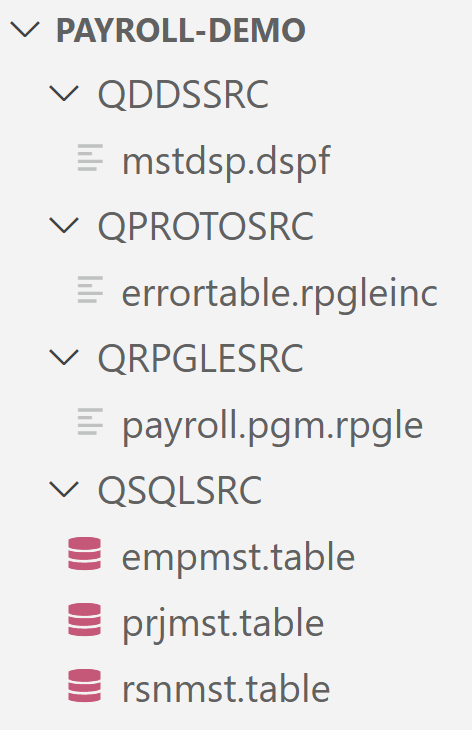 PAYROLL-DEMO
QDDSSRC
mstdsp.dspf
QPROTOSRC
errortable.rpgleinc
QRPGLESRC
payroll.pgm.rpgle
QSQLSRC
empmst.table
prjmst.table
rsnmst.table